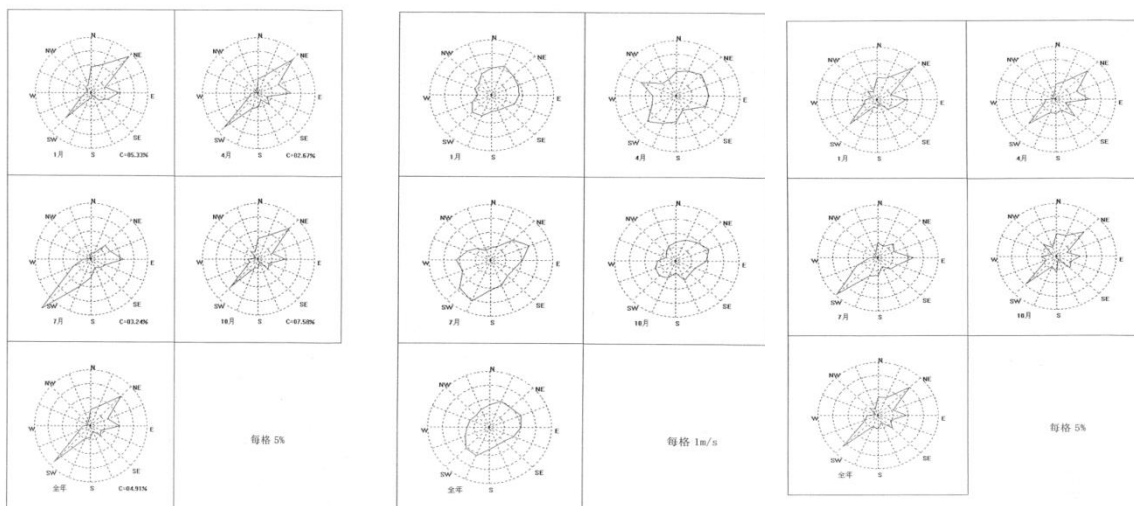 N
NW NE
W E
SW SE
1月 S C=05.33%
N
NW NE
W E
SW SE
4月 S C=02.67%
N
NW NE
W E
SW SE
7月 S C=03.24%
N
NW NE
W E
SW SE
10月 S C=07.58%
N
NW NE
W E
SW SE
全年 S C=04.91%
每格 5%
N
NW NE
W E
SW SE
1月 S
N
NW NE
W E
SW SE
4月 S
N
NW NE
W E
SW SE
7月 S
N
NW NE
W E
SW SE
10月 S
N
NW NE
W E
SW SE
全年 S
每格 1m/s
N
NW NE
W E
SW SE
1月 S
N
NW NE
W E
SW SE
4月 S
N
NW NE
W E
SW SE
7月 S
N
NW NE
W E
SW SE
10月 S
N
NW NE
W E
SW SE
全年 S
每格 5%